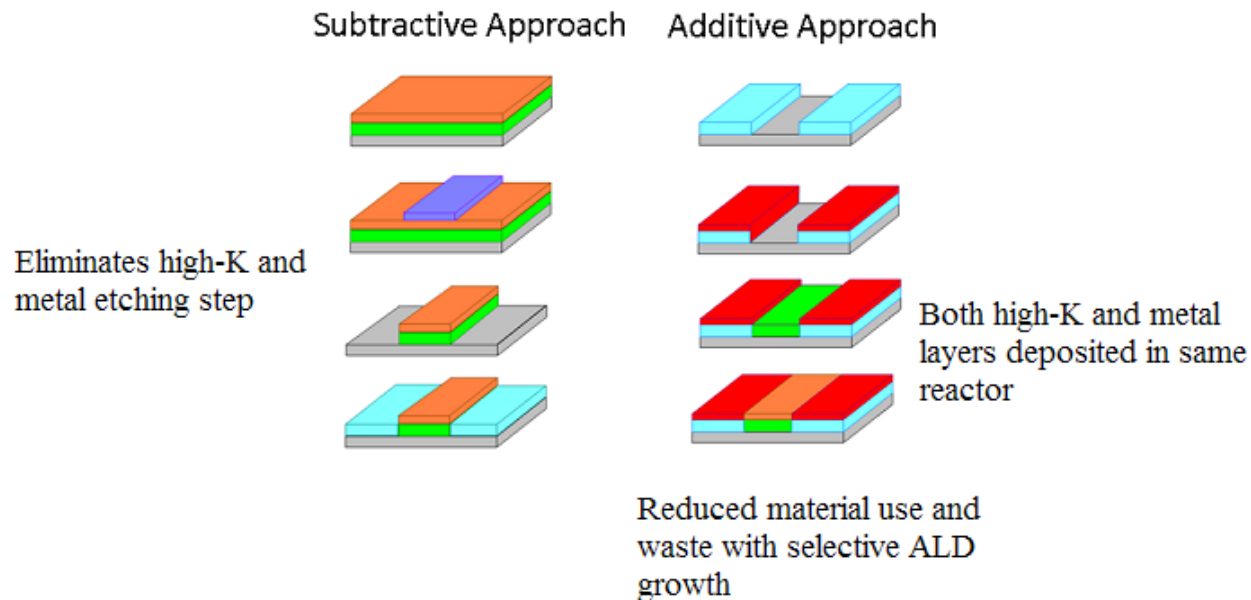 Subtractive Approach
Additive Approach
Eliminates high-K and
metal etching step
Both high-K and metal
layers deposited in same
reactor
Reduced material use and
waste with selective ALD
growth